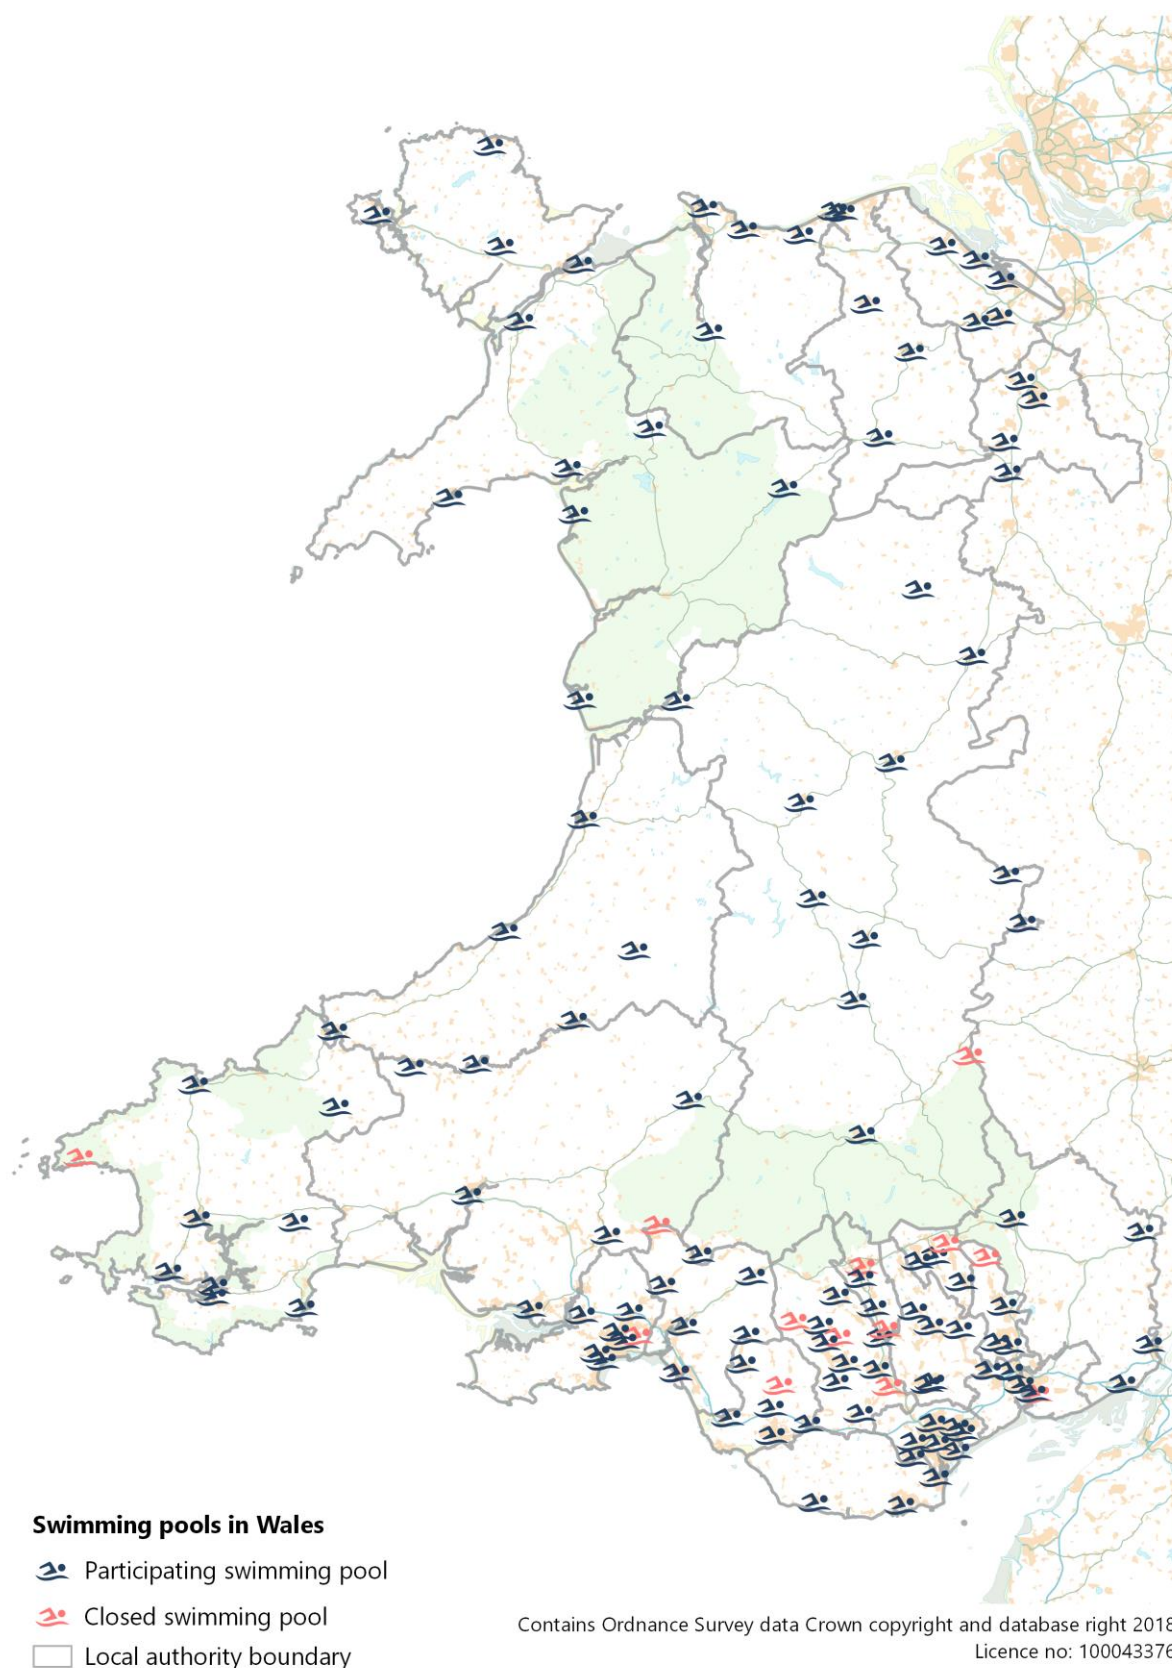 Swimming pools in Wales
Participating swimming pool
Closed swimming pool
Local authority boundary
Contains Ordnance Survey data Crown copyright and database right 2018
Licence no: 100043376